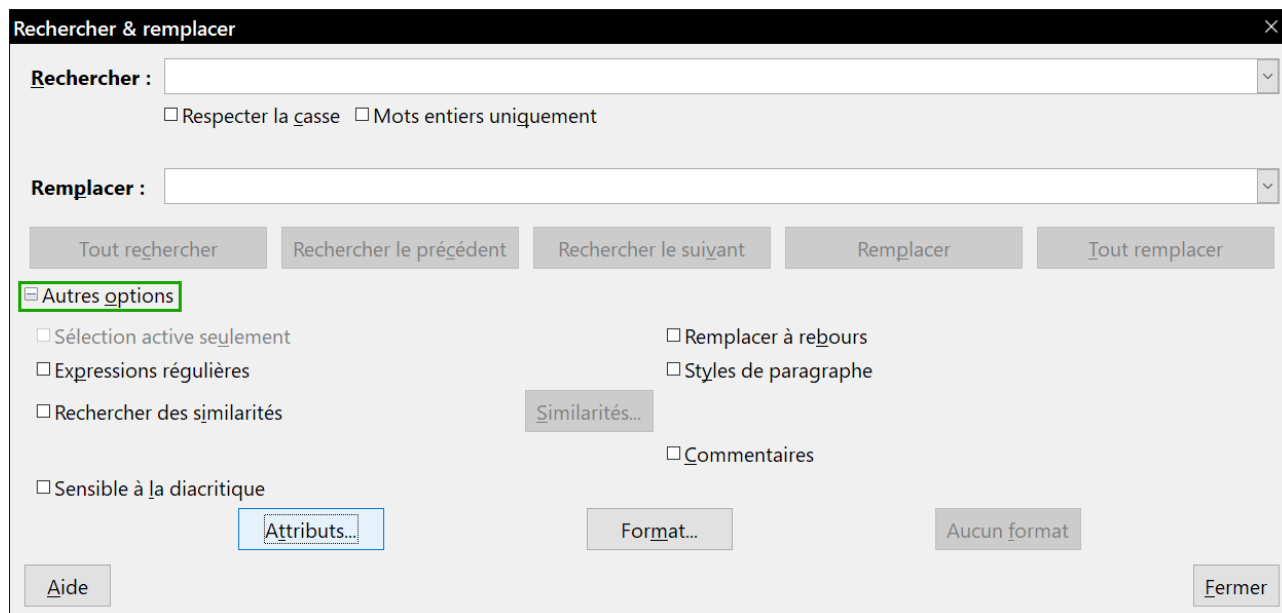 Rechercher & remplacer
Rechercher :
Respecter la casse Mots entiers uniquement
Remplacer :
Tout rechercher Rechercher le précédent Rechercher le suivant Remplacer Tout remplacer
Autres options
Sélection active seulement Remplacer à rebours
Expressions régulières Styles de paragraphe
Rechercher des similarités Similarités...
Commentaires
Sensible à la diacritique
Attributs... Format... Aucun format
Aide Fermer